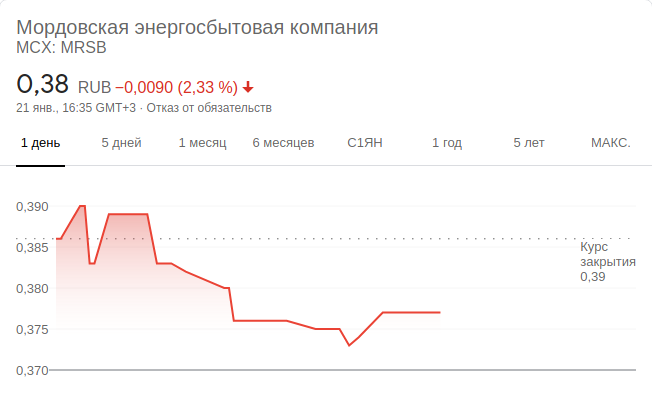 Мордовская энергосбытовая компания
MCX: MRSB
0,38 RUB −0,0090 (2,33 %)
21 янв., 16:35 GMT+3 · Отказ от обязательств
1 день 5 дней 1 месяц 6 месяцев С1ЯН 1 год 5 лет МАКС.
0,390
0,385
Курс
закрытия
0,39
0,380
0,375
0,370